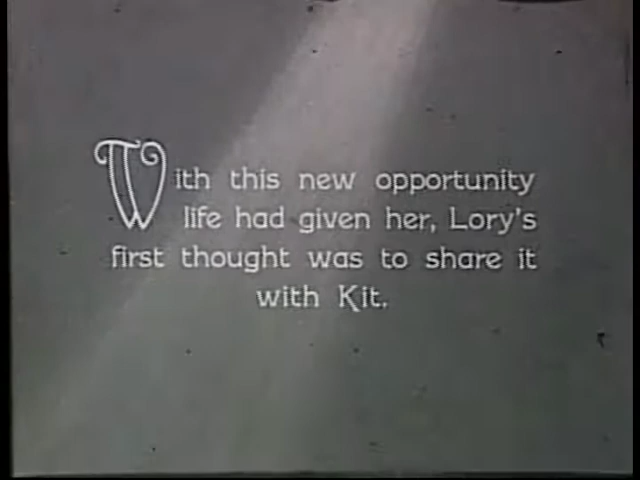 With this new opportunity
life had given her, Lory's
first thought was to share it
with Kit.